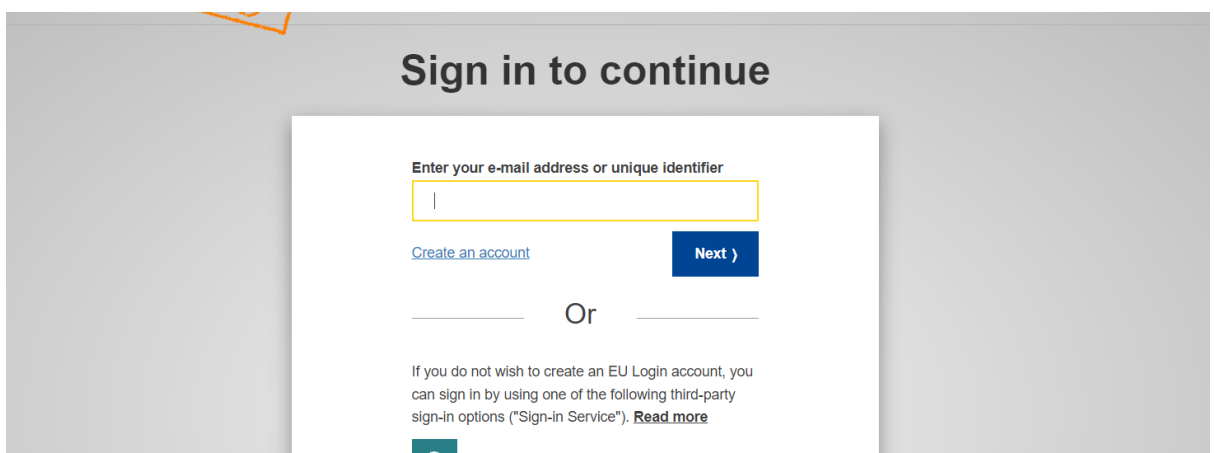 Sign in to continue
Enter your e-mail address or unique identifier
Create an account
Next ⟩
Or
If you do not wish to create an EU Login account, you
can sign in by using one of the following third-party
sign-in options ("Sign-in Service"). Read more